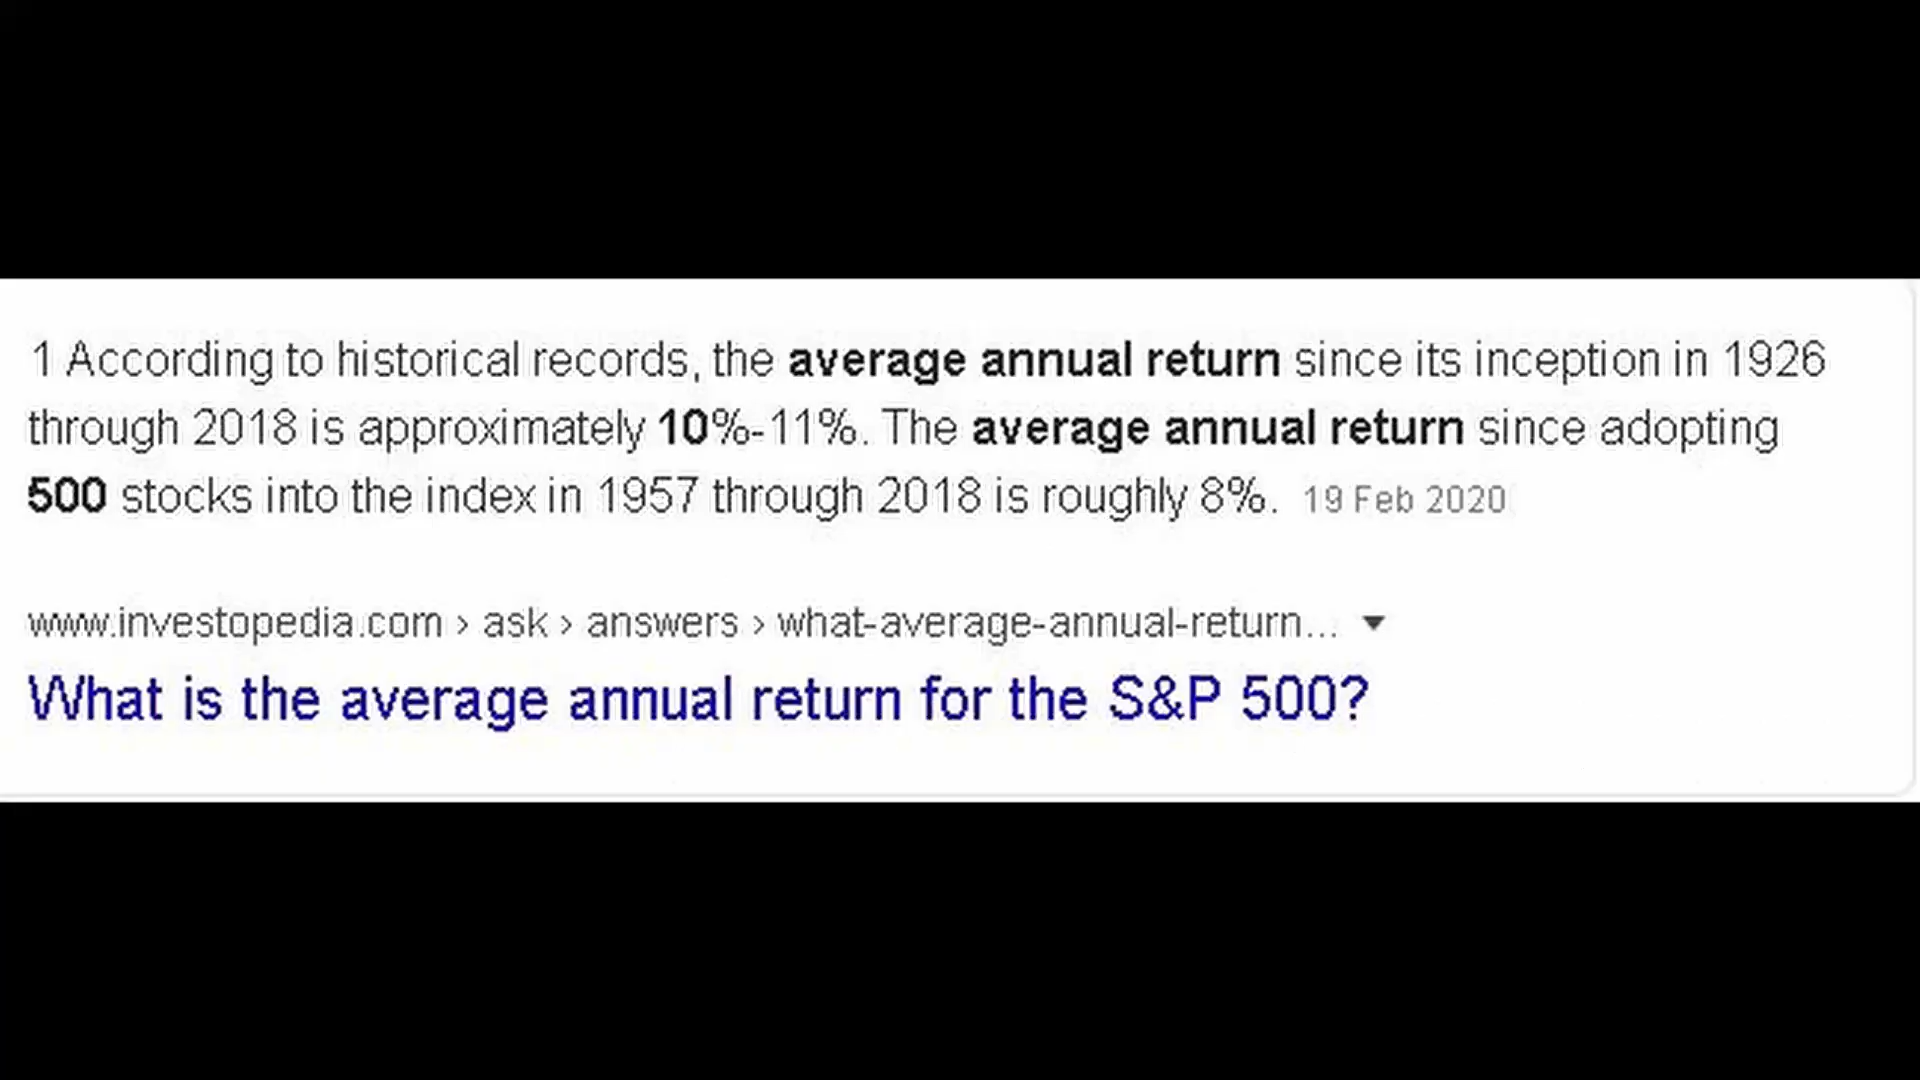 1 According to historical records, the average annual return since its inception in 1926
through 2018 is approximately 10%-11%. The average annual return since adopting
500 stocks into the index in 1957 through 2018 is roughly 8%. 19 Feb 2020
www.investopedia.com › ask › answers › what-average-annual-return...
What is the average annual return for the S&P 500?